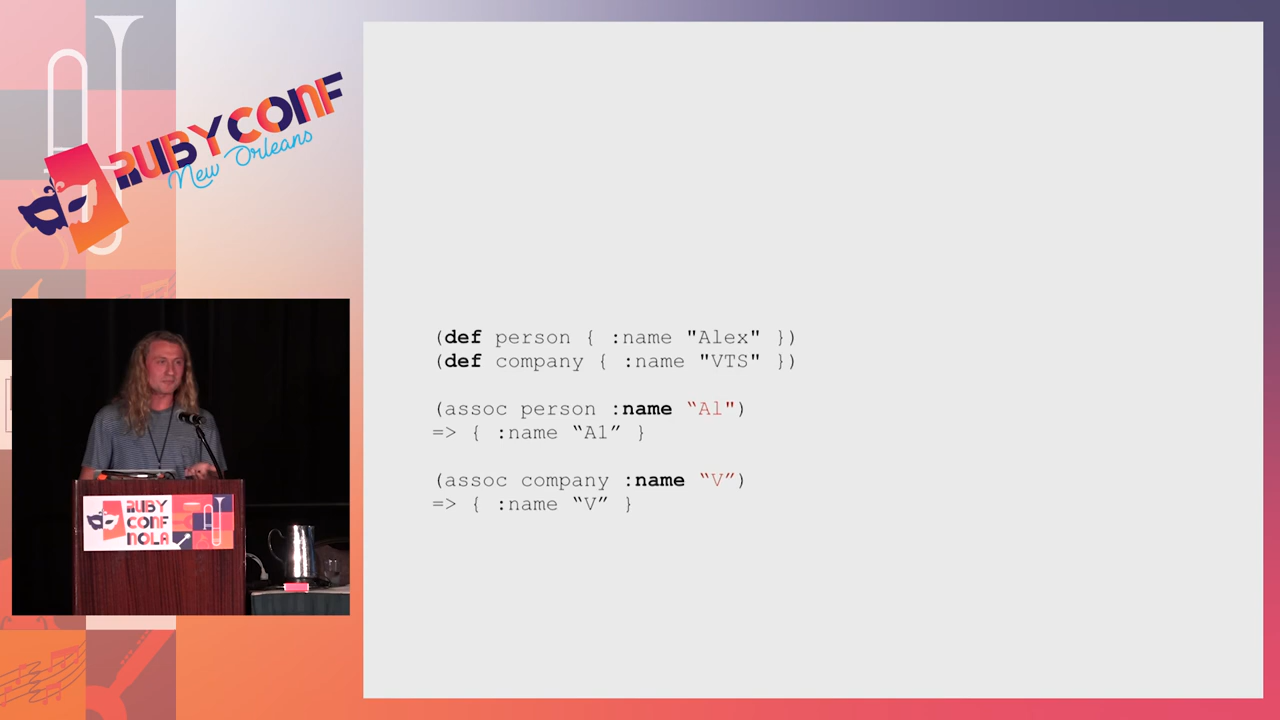 RUBYCONF
New Orleans
RUBY
CONF
NOLA
(def person { :name "Alex" })
(def company { :name "VTS" })
(assoc person :name “Al")
=> { :name “Al” }
(assoc company :name “V”)
=> { :name “V” }